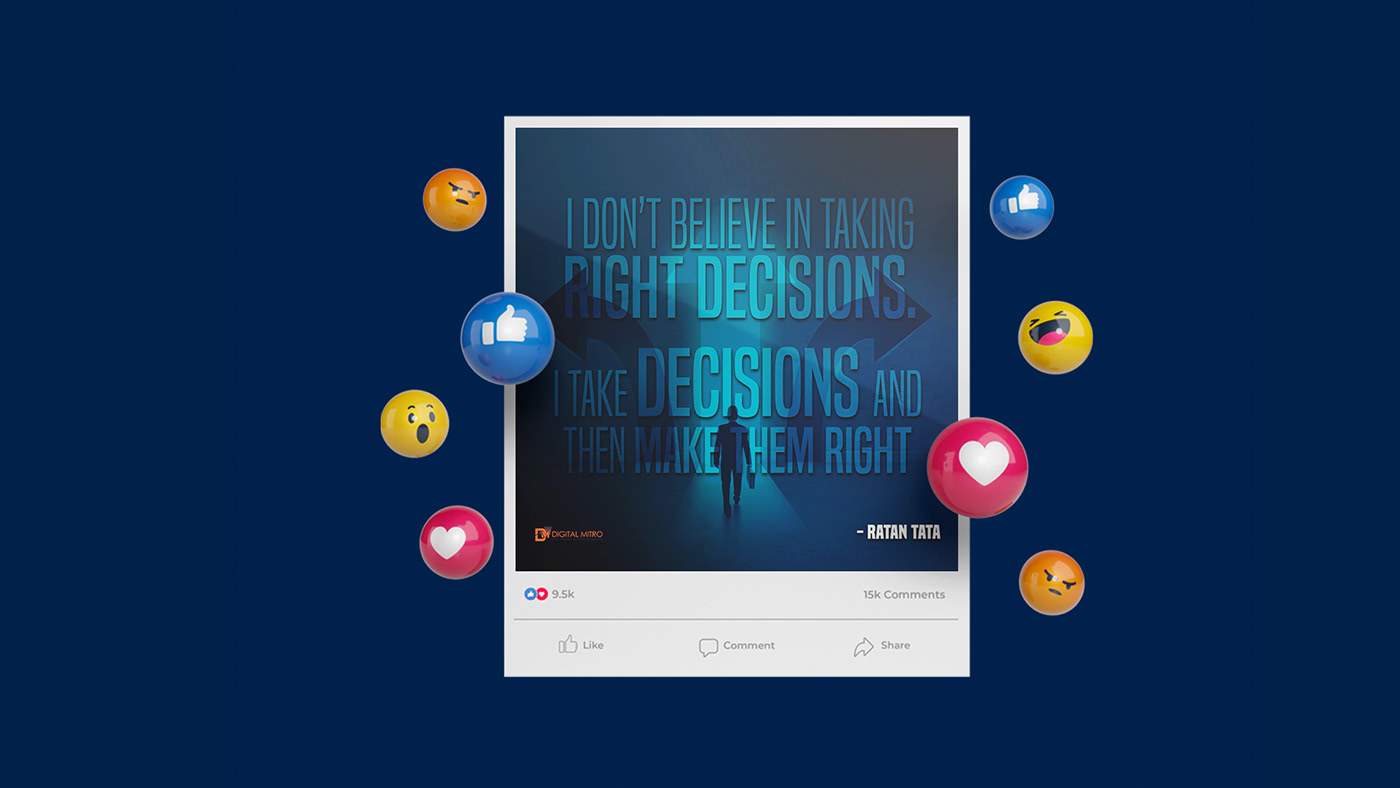 I DON'T BELIEVE IN TAKING
RIGHT DECISIONS.
I TAKE DECISIONS AND
THEN MAKE THEM RIGHT
DIGITAL MITRO
- RATAN TATA
9.5k
15k Comments
Like
Comment
Share